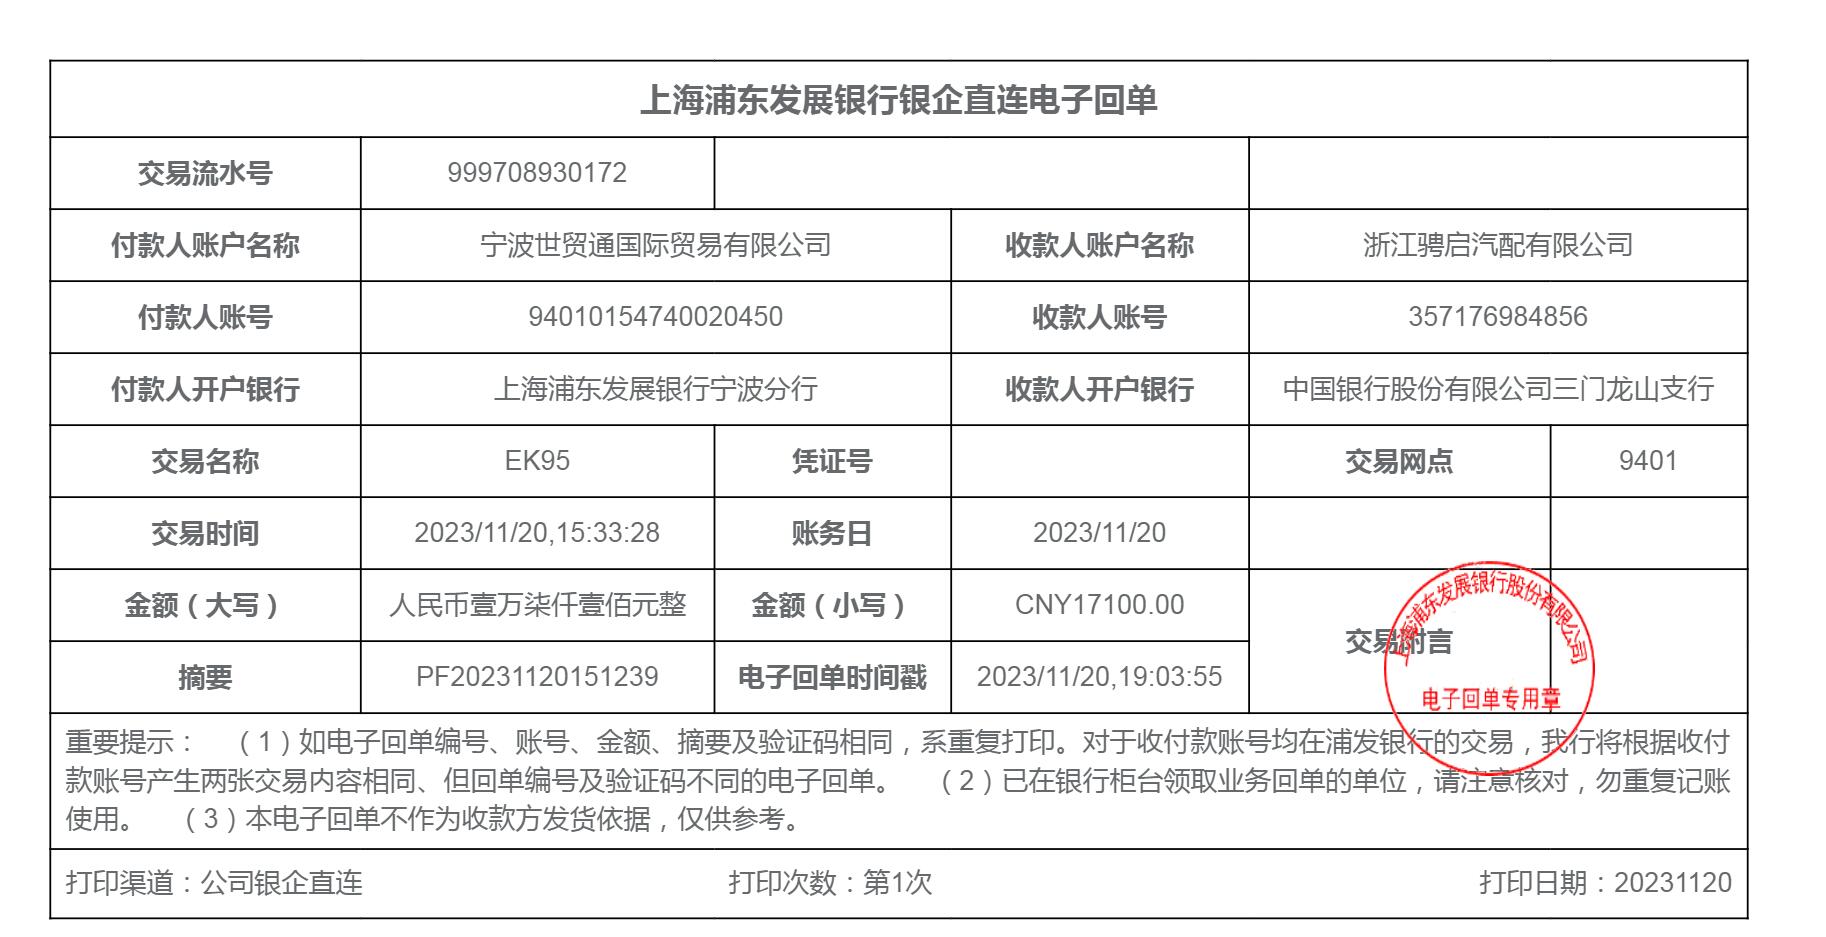 上海浦东发展银行银企直连电子回单
交易流水号 999708930172
付款人账户名称 宁波世贸通国际贸易有限公司 收款人账户名称 浙江骋启汽配有限公司
付款人账号 94010154740020450 收款人账号 357176984856
付款人开户银行 上海浦东发展银行宁波分行 收款人开户银行 中国银行股份有限公司三门龙山支行
交易名称 EK95 凭证号 交易网点 9401
交易时间 2023/11/20,15:33:28 账务日 2023/11/20
金额（大写） 人民币壹万柒仟壹佰元整 金额（小写） CNY17100.00
交易附言
摘要 PF20231120151239 电子回单时间戳 2023/11/20,19:03:55
上海浦东发展银行股份有限公司
电子回单专用章
重要提示： （1）如电子回单编号、账号、金额、摘要及验证码相同，系重复打印。对于收付款账号均在浦发银行的交易，我行将根据收付
款账号产生两张交易内容相同、但回单编号及验证码不同的电子回单。 （2）已在银行柜台领取业务回单的单位，请注意核对，勿重复记账
使用。 （3）本电子回单不作为收款方发货依据，仅供参考。
打印渠道：公司银企直连 打印次数：第1次 打印日期：20231120